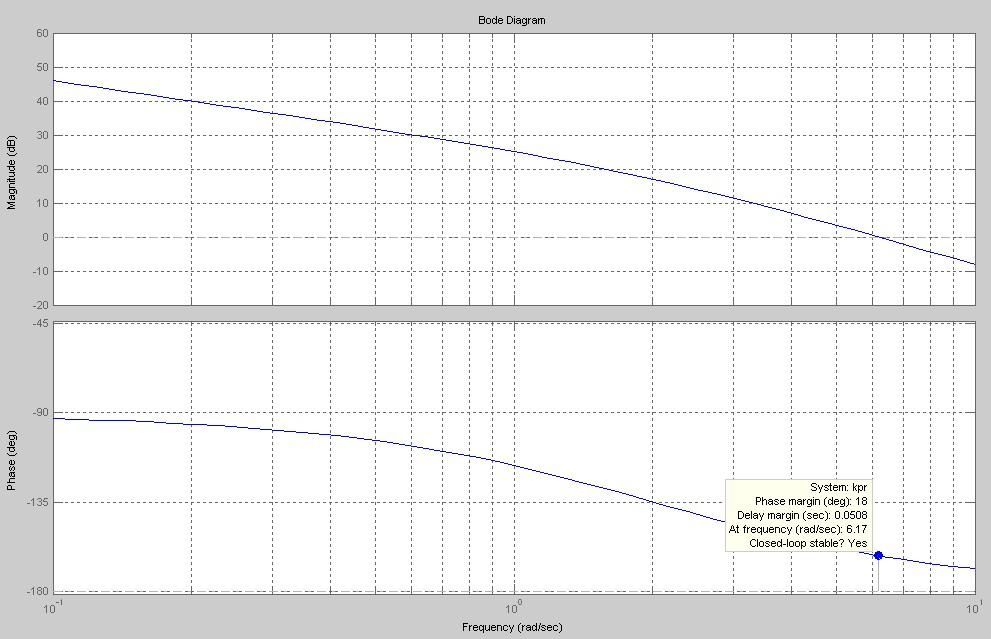 Bode Diagram
60
50
40
30
20
10
0
-10
-20
Magnitude (dB)
-45
-90
-135
-180
Phase (deg)
System: kpr
Phase margin (deg): 18
Delay margin (sec): 0.0508
At frequency (rad/sec): 6.17
Closed-loop stable? Yes
10^-1 10^0 10^1
Frequency (rad/sec)